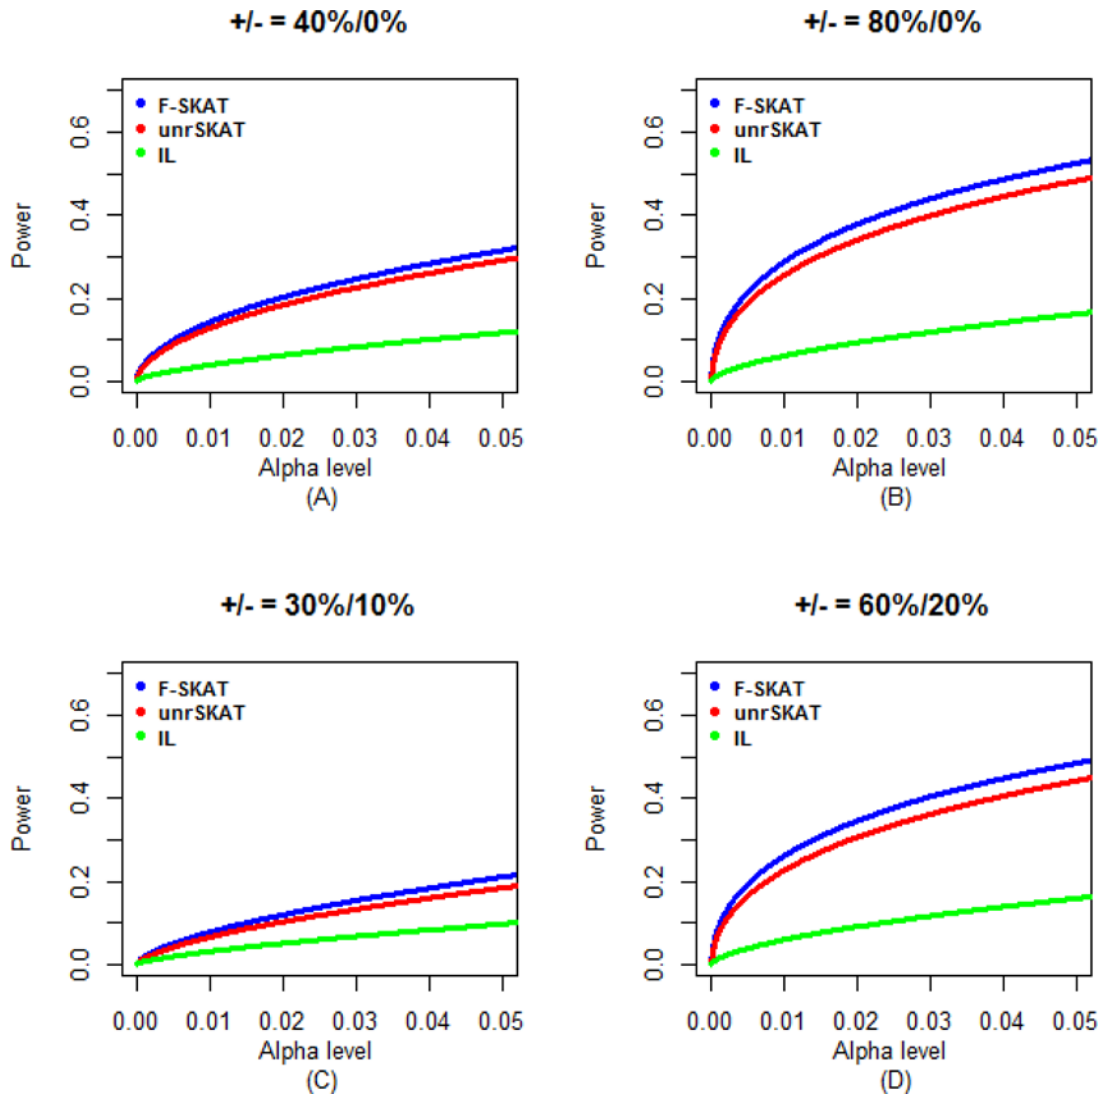 +/- = 40%/0%
F-SKAT
unrSKAT
IL
Power
0.0 0.2 0.4 0.6
0.00 0.01 0.02 0.03 0.04 0.05
Alpha level
(A)
+/- = 80%/0%
F-SKAT
unrSKAT
IL
Power
0.0 0.2 0.4 0.6
0.00 0.01 0.02 0.03 0.04 0.05
Alpha level
(B)
+/- = 30%/10%
F-SKAT
unrSKAT
IL
Power
0.0 0.2 0.4 0.6
0.00 0.01 0.02 0.03 0.04 0.05
Alpha level
(C)
+/- = 60%/20%
F-SKAT
unrSKAT
IL
Power
0.0 0.2 0.4 0.6
0.00 0.01 0.02 0.03 0.04 0.05
Alpha level
(D)